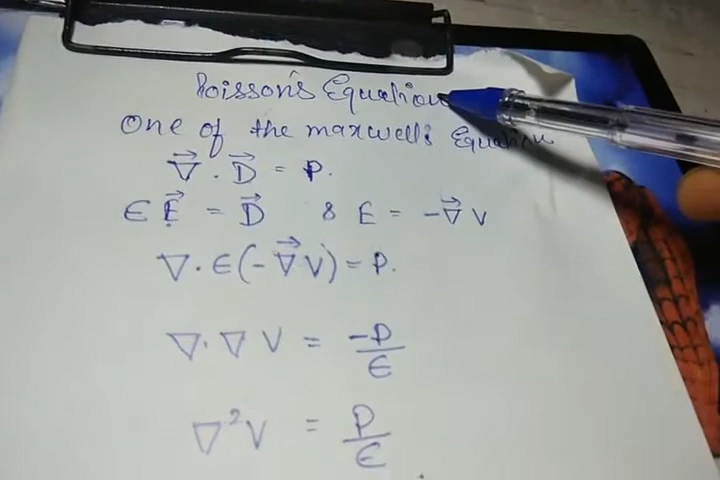 Poisson's Equation
One of the maxwell's Equation
∇⃗ . D⃗ = ρ.
ϵ E⃗ = D⃗ & E = -∇⃗ V
∇ . ϵ(-∇⃗ V) = ρ.
∇ . ∇ V = -ρ/ϵ
∇²V = ρ/ϵ